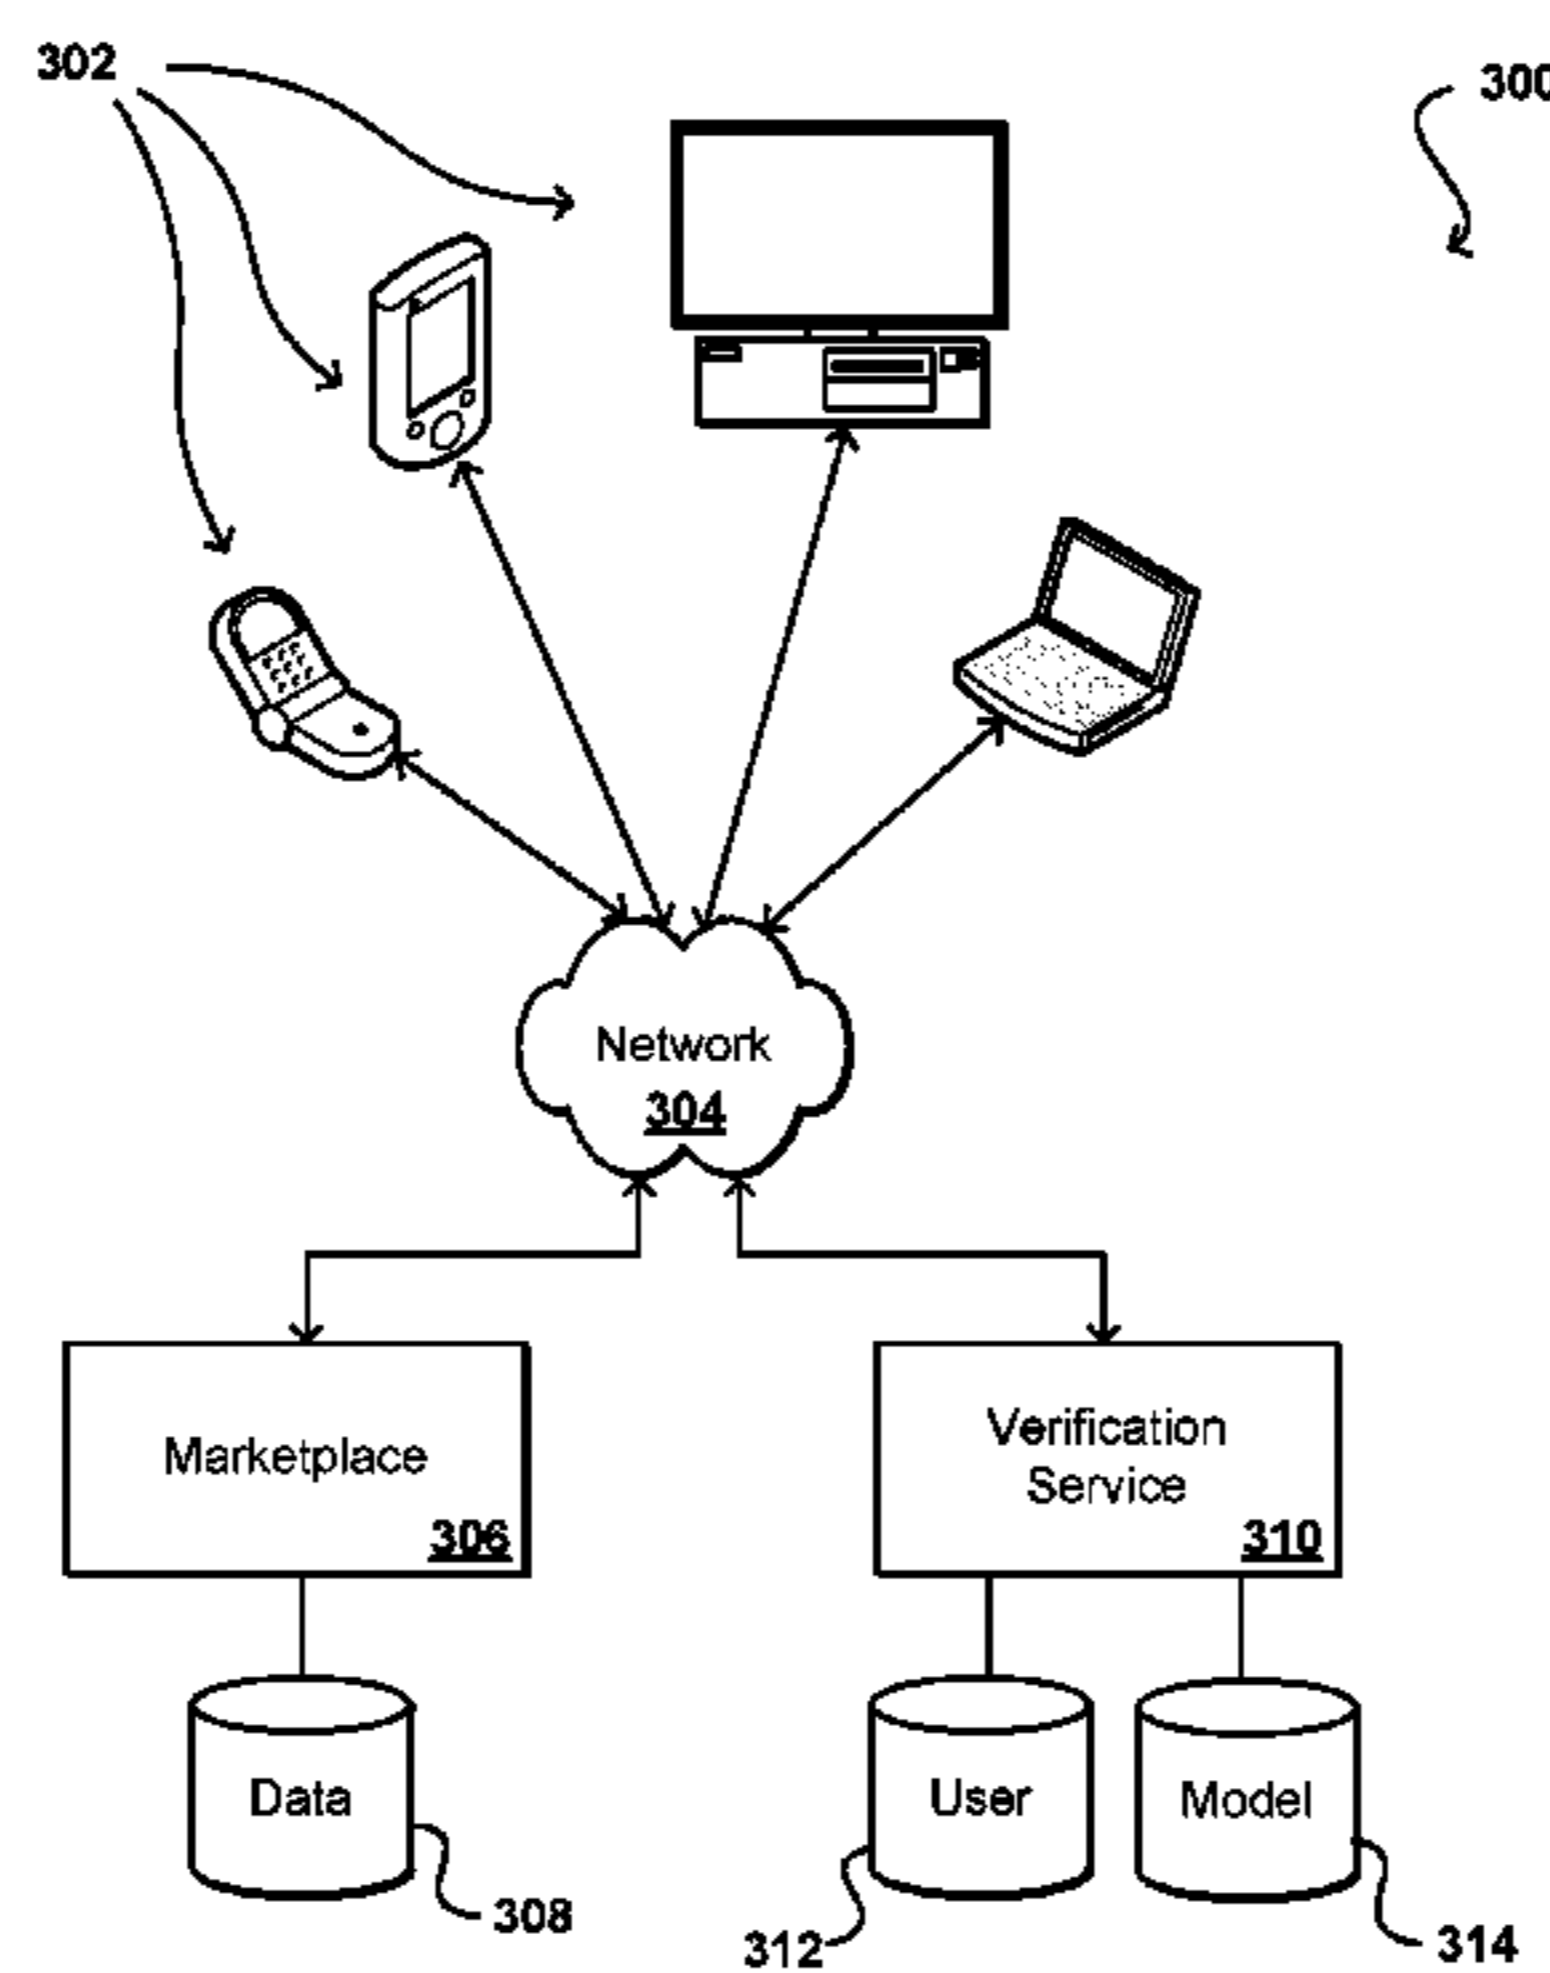 302
300
Network
304
Marketplace
306
Verification
Service
310
Data
User
Model
308
312
314